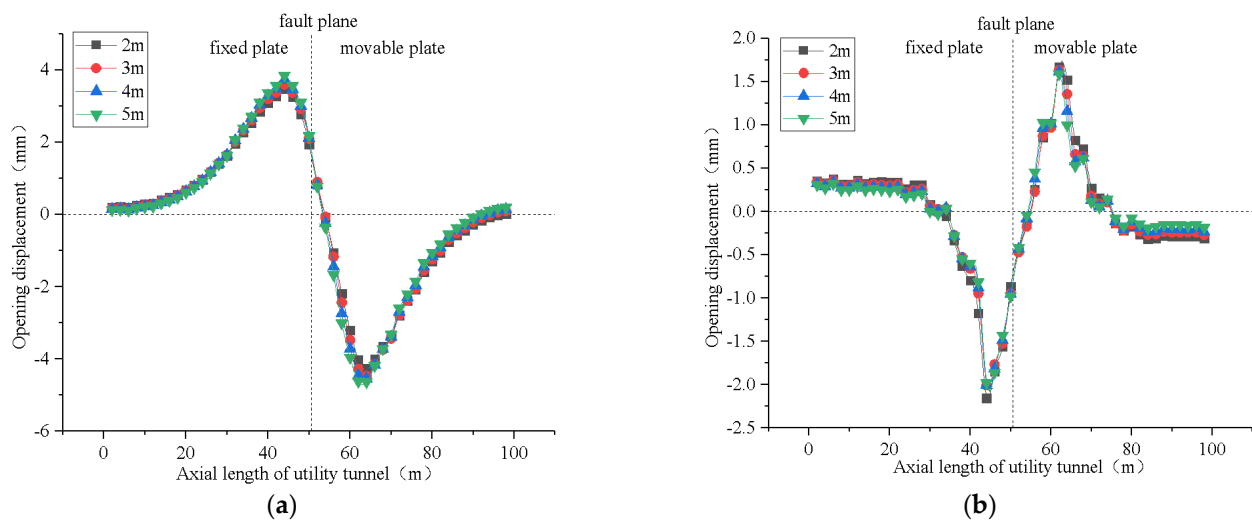 fault plane
fixed plate
movable plate
2m
3m
4m
5m
Opening displacement（mm）
4
2
0
-2
-4
-6
0
20
40
60
80
100
Axial length of utility tunnel（m）
(a)
fault plane
fixed plate
movable plate
2m
3m
4m
5m
Opening displacement（mm）
2.0
1.5
1.0
0.5
0.0
-0.5
-1.0
-1.5
-2.0
-2.5
0
20
40
60
80
100
Axial length of utility tunnel（m）
(b)